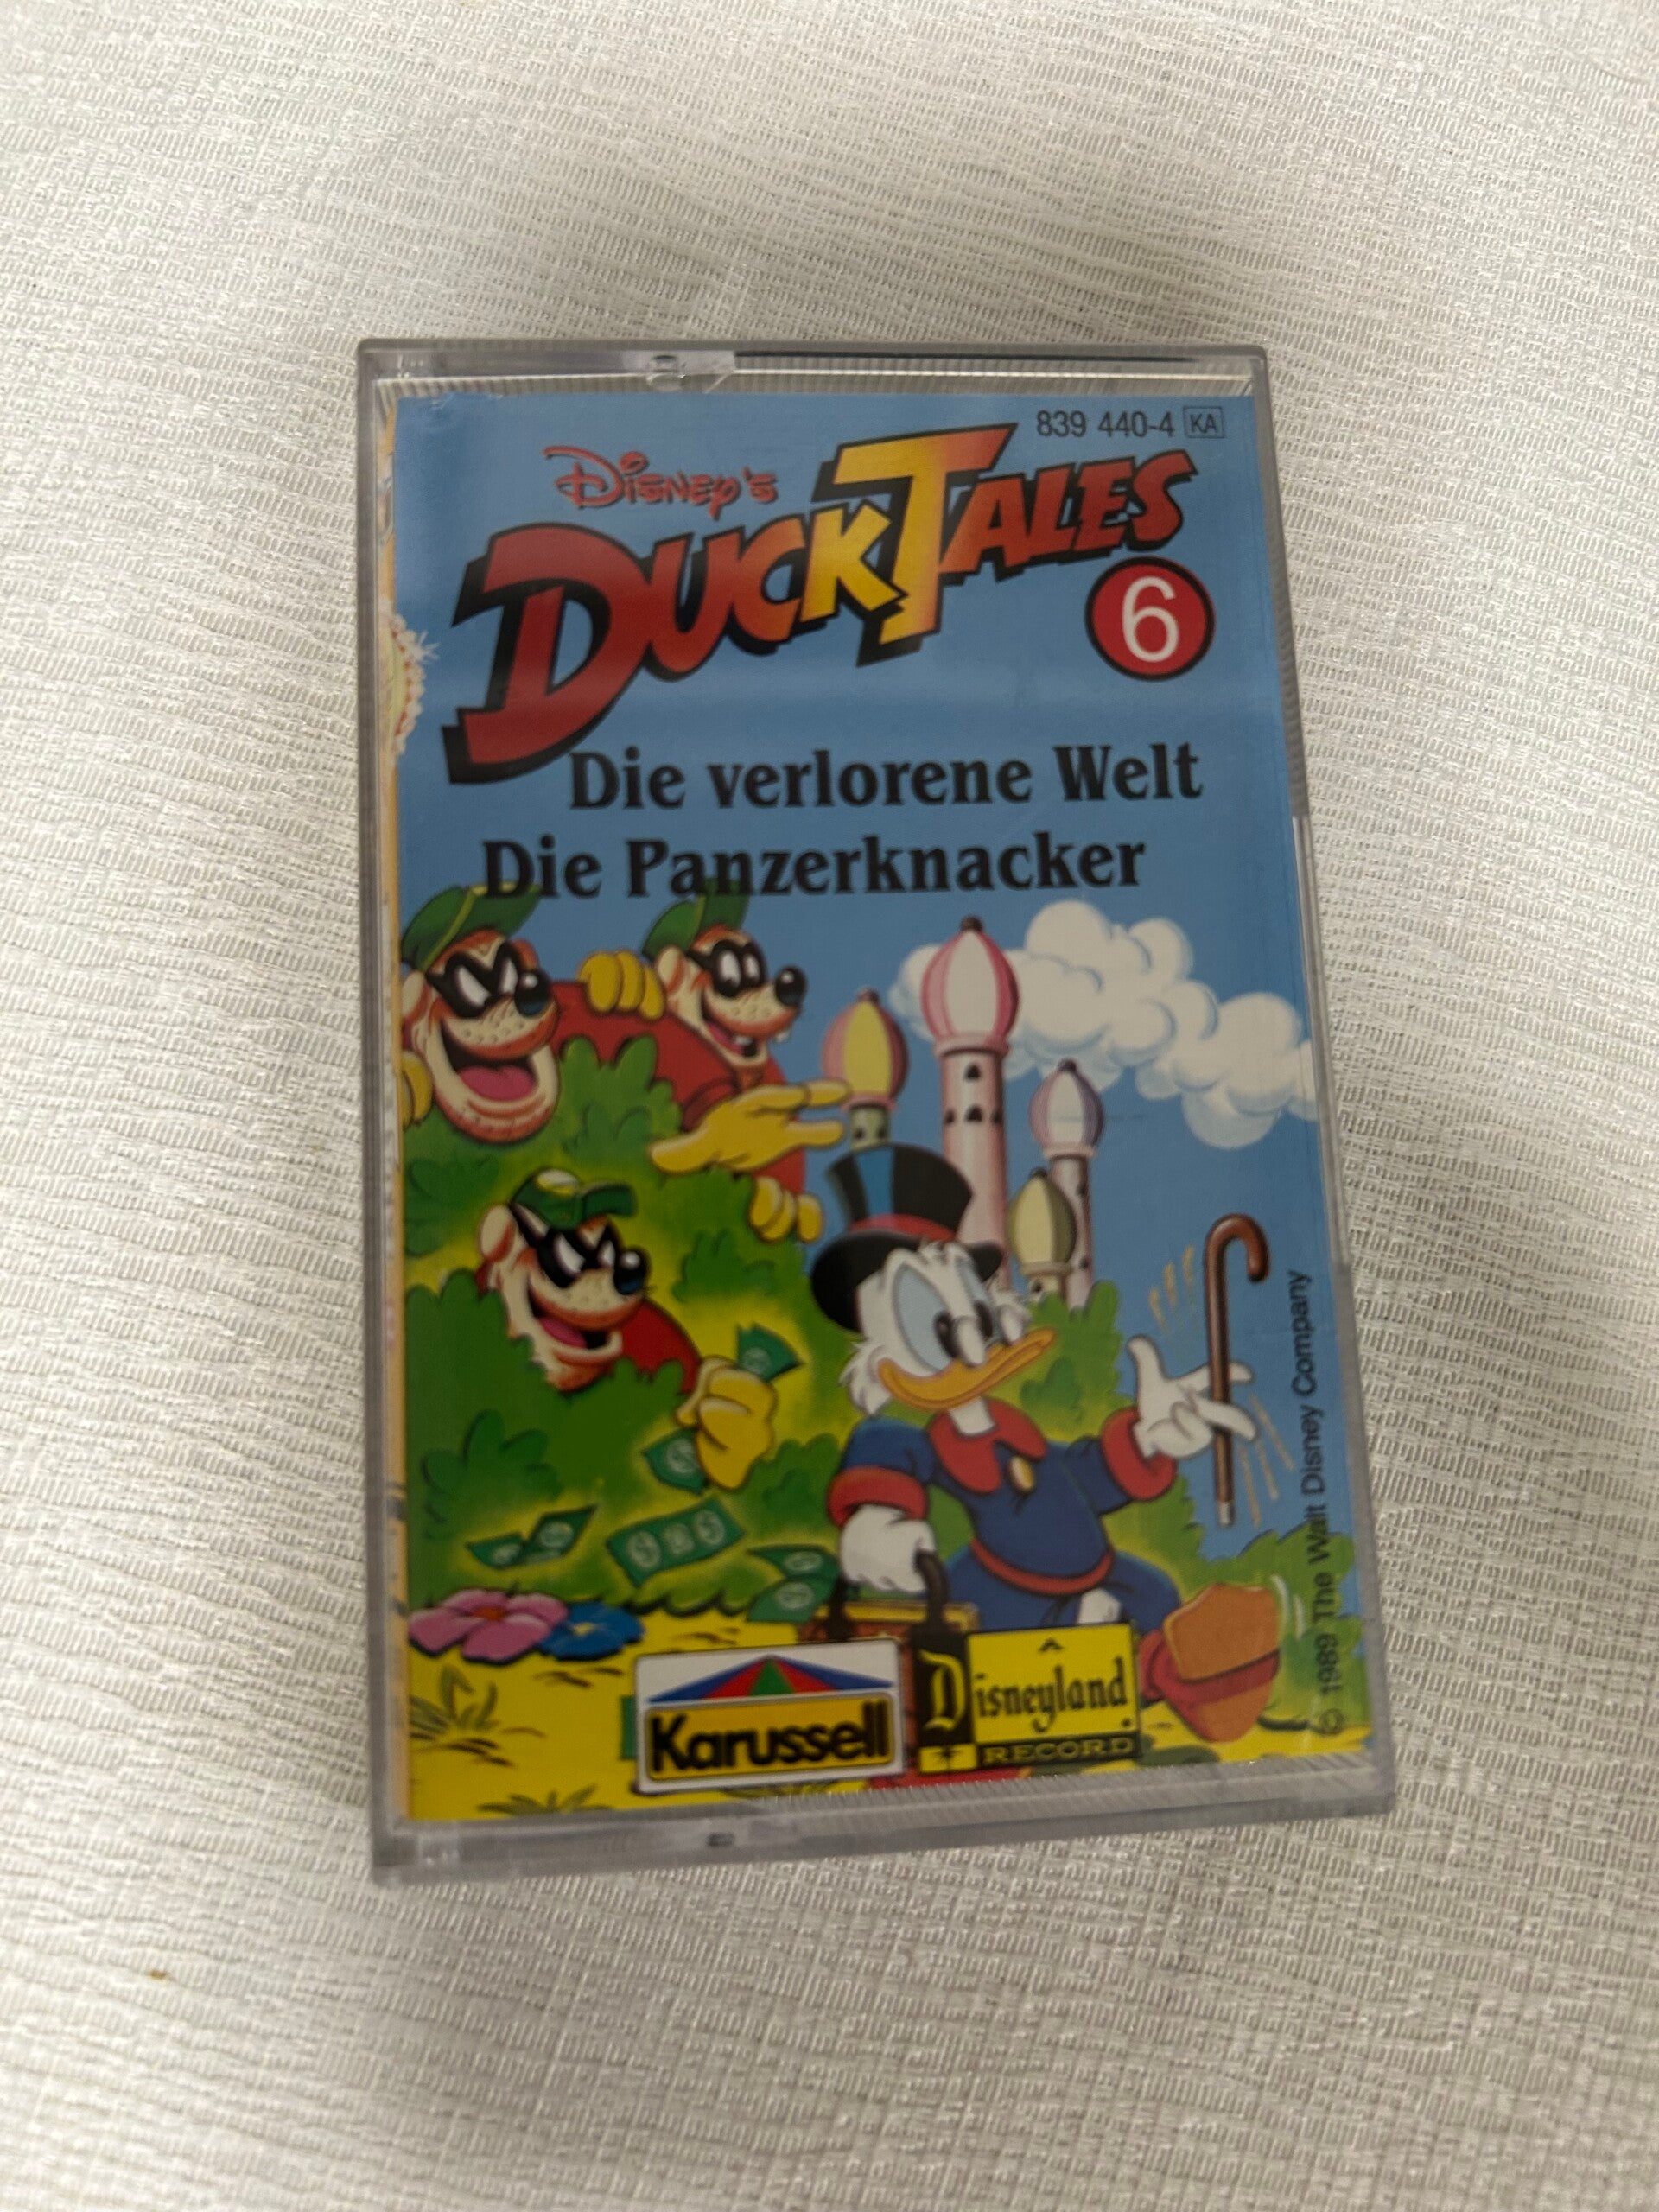 839 440-4 KA
Disney's
DUCKTALES
6
Die verlorene Welt
Die Panzerknacker
© 1989 The Walt Disney Company
Karussell
A
Disneyland
RECORD